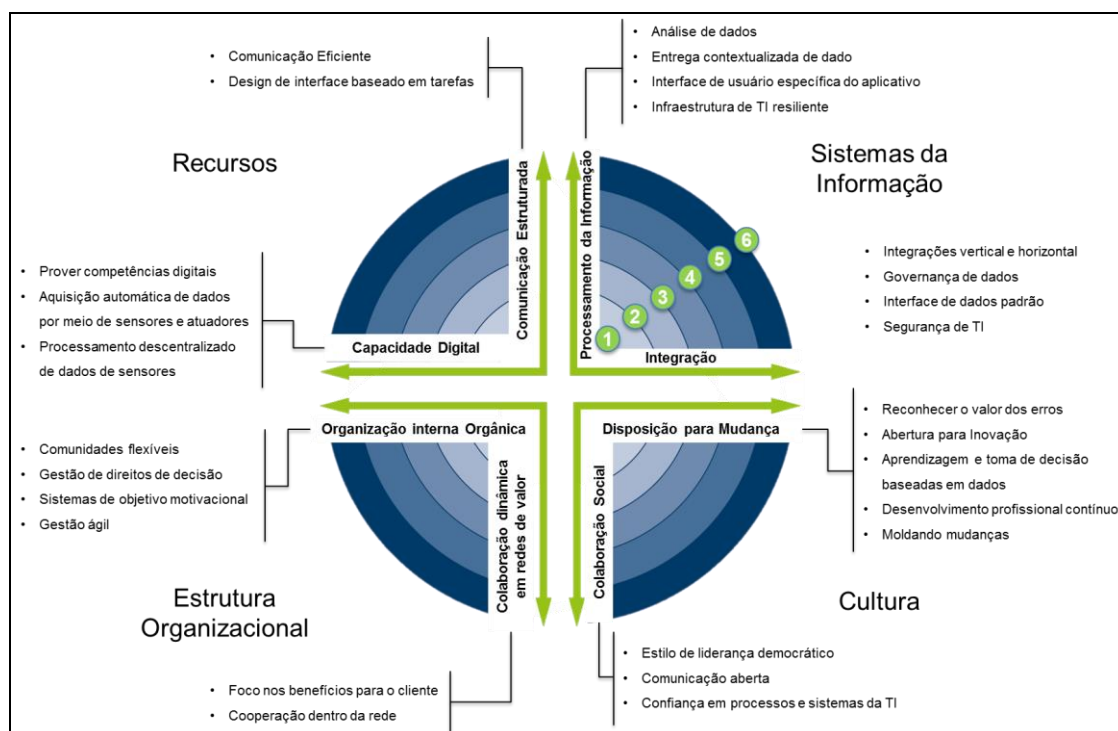 Comunicação Eficiente
Design de interface baseado em tarefas
Análise de dados
Entrega contextualizada de dado
Interface de usuário específica do aplicativo
Infraestrutura de TI resiliente
Recursos
Sistemas da
Informação
Comunicação Estruturada
Processamento da Informação
Prover competências digitais
Aquisição automática de dados
por meio de sensores e atuadores
Processamento descentralizado
de dados de sensores
Capacidade Digital
1
2
3
4
5
6
Integração
Integrações vertical e horizontal
Governança de dados
Interface de dados padrão
Segurança de TI
Comunidades flexíveis
Gestão de direitos de decisão
Sistemas de objetivo motivacional
Gestão ágil
Organização interna Orgânica
Colaboração dinâmica
em redes de valor
Disposição para Mudança
Colaboração Social
Reconhecer o valor dos erros
Abertura para Inovação
Aprendizagem e toma de decisão
baseadas em dados
Desenvolvimento profissional contínuo
Moldando mudanças
Estrutura
Organizacional
Cultura
Foco nos benefícios para o cliente
Cooperação dentro da rede
Estilo de liderança democrático
Comunicação aberta
Confiança em processos e sistemas da TI